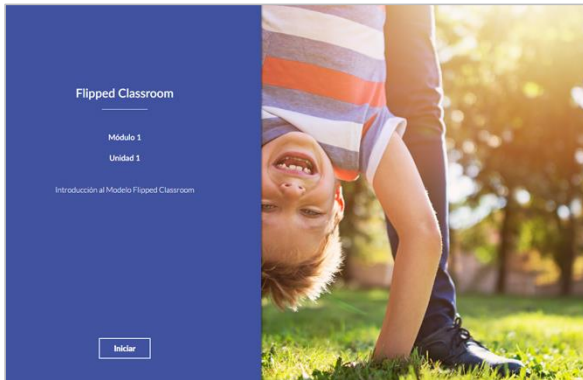 Flipped Classroom
Módulo 1
Unidad 1
Introducción al Modelo Flipped Classroom
Iniciar